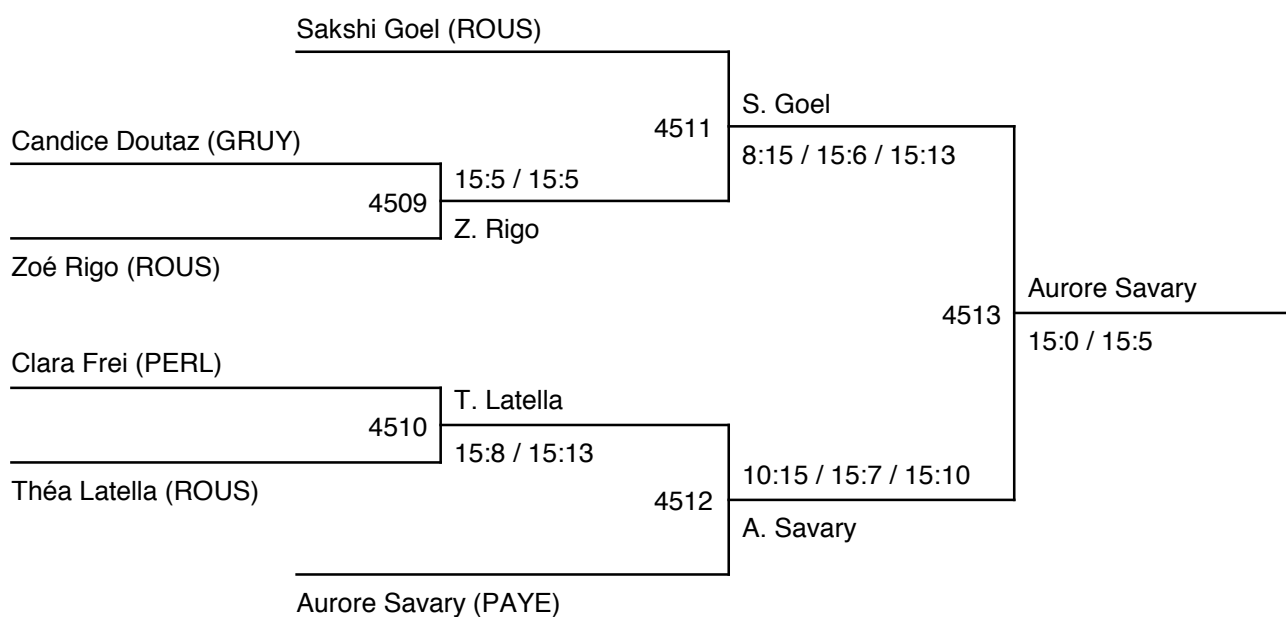 Sakshi Goel (ROUS)
S. Goel
4511
Candice Doutaz (GRUY)
8:15 / 15:6 / 15:13
15:5 / 15:5
4509
Z. Rigo
Zoé Rigo (ROUS)
Aurore Savary
4513
15:0 / 15:5
Clara Frei (PERL)
T. Latella
4510
15:8 / 15:13
10:15 / 15:7 / 15:10
Théa Latella (ROUS)
4512
A. Savary
Aurore Savary (PAYE)